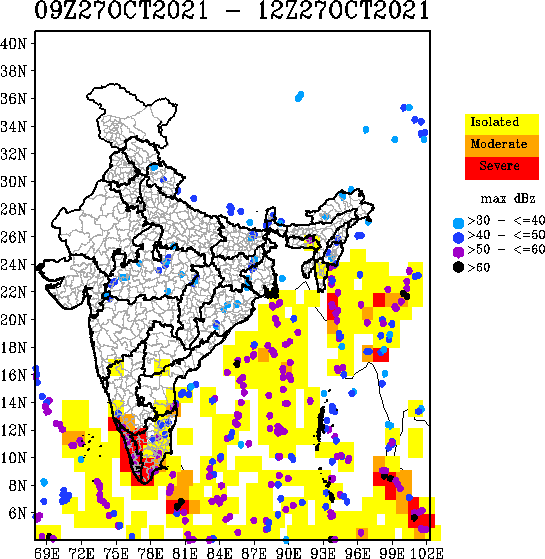 09Z27OCT2021 - 12Z27OCT2021
40N
38N
36N
34N
32N
30N
28N
26N
24N
22N
20N
18N
16N
14N
12N
10N
8N
6N
69E 72E 75E 78E 81E 84E 87E 90E 93E 96E 99E 102E
Isolated
Moderate
Severe
max dBz
>30 - <=40
>40 - <=50
>50 - <=60
>60